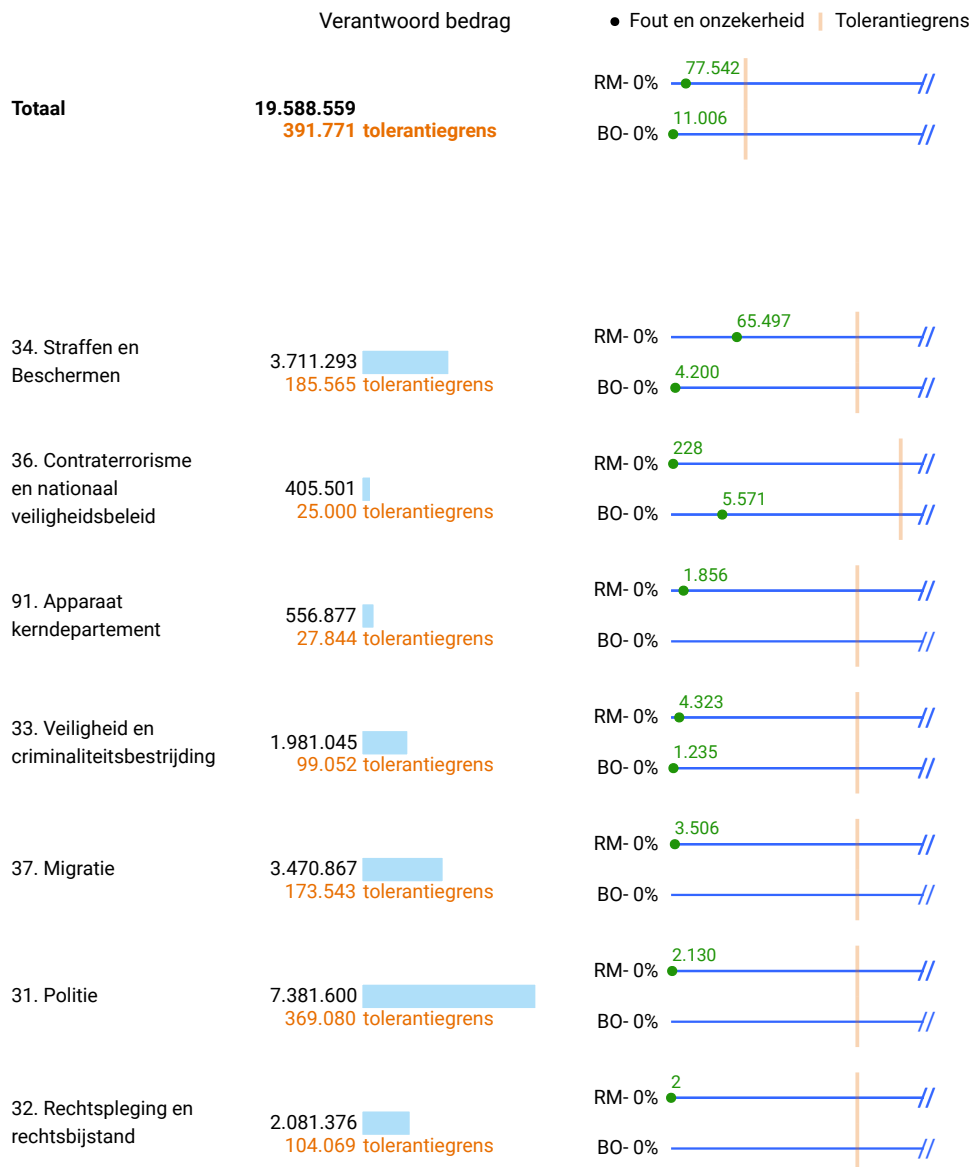 Verantwoord bedrag
Fout en onzekerheid
Tolerantiegrens
Totaal
19.588.559
391.771 tolerantiegrens
RM- 0%
77.542
BO- 0%
11.006
34. Straffen en
Beschermen
3.711.293
185.565 tolerantiegrens
RM- 0%
65.497
BO- 0%
4.200
36. Contraterrorisme
en nationaal
veiligheidsbeleid
405.501
25.000 tolerantiegrens
RM- 0%
228
BO- 0%
5.571
91. Apparaat
kerndepartement
556.877
27.844 tolerantiegrens
RM- 0%
1.856
BO- 0%
33. Veiligheid en
criminaliteitsbestrijding
1.981.045
99.052 tolerantiegrens
RM- 0%
4.323
BO- 0%
1.235
37. Migratie
3.470.867
173.543 tolerantiegrens
RM- 0%
3.506
BO- 0%
31. Politie
7.381.600
369.080 tolerantiegrens
RM- 0%
2.130
BO- 0%
32. Rechtspleging en
rechtsbijstand
2.081.376
104.069 tolerantiegrens
RM- 0%
2
BO- 0%